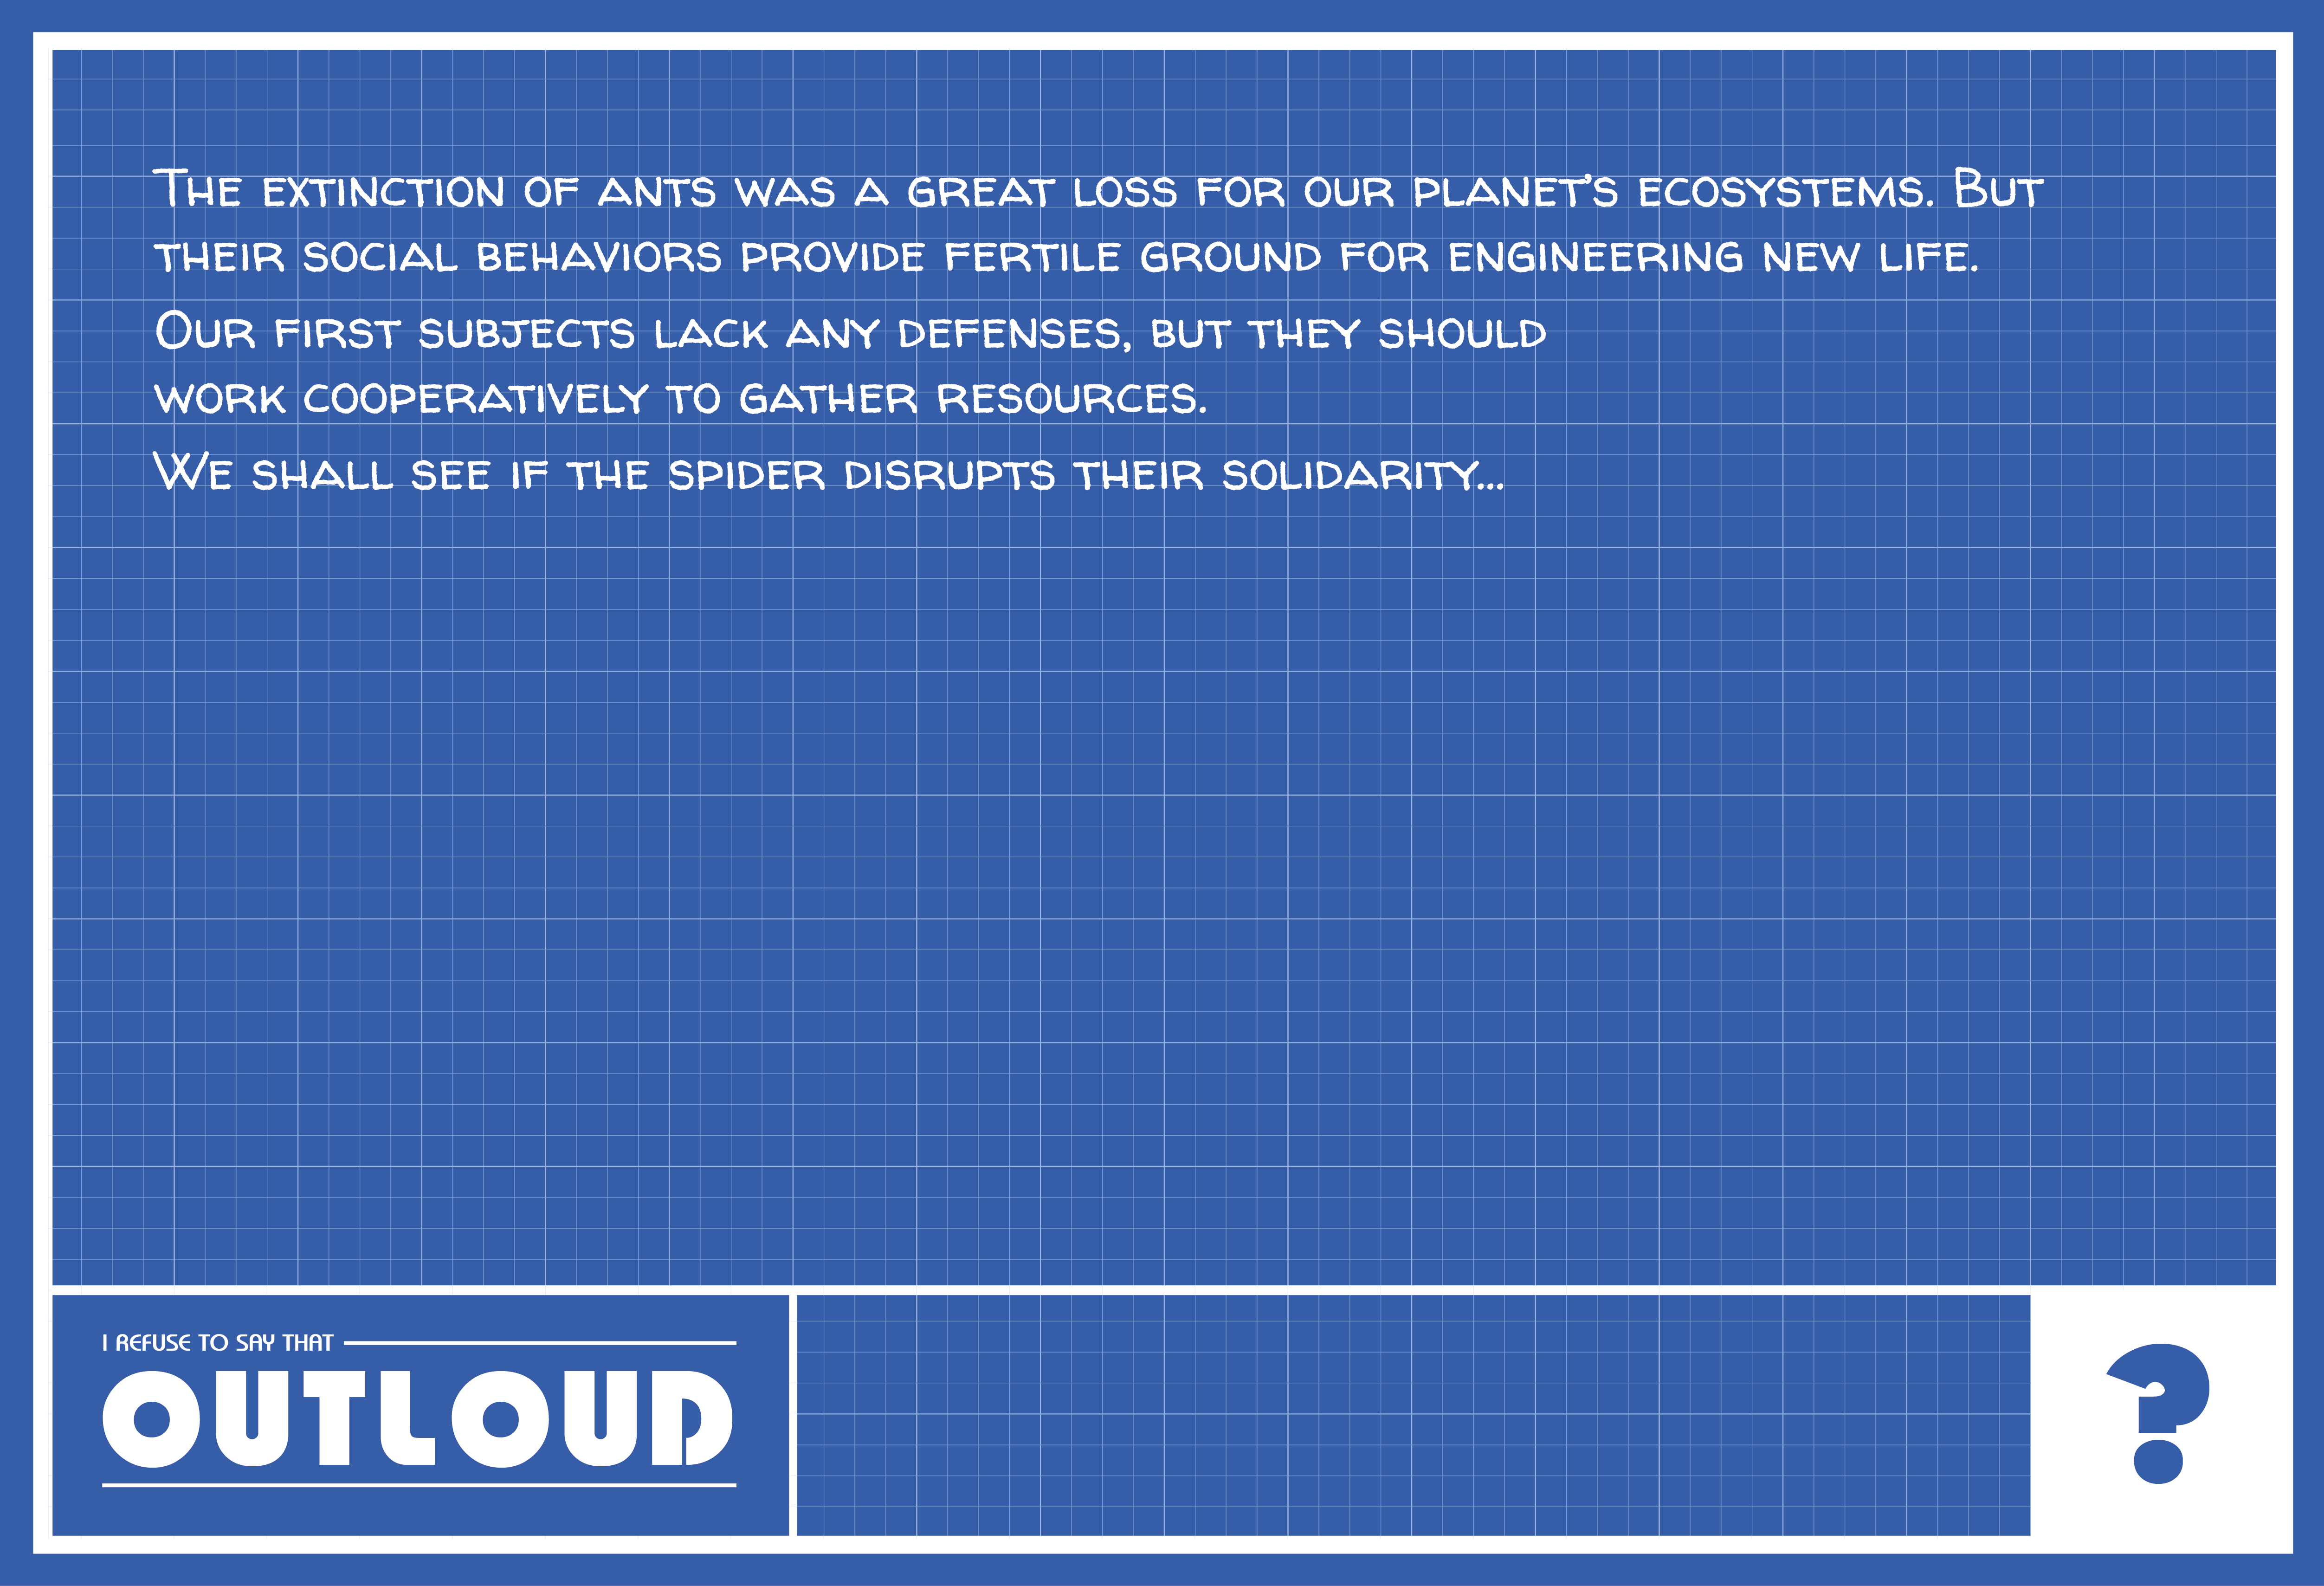 The extinction of ants was a great loss for our planet's ecosystems. But
their social behaviors provide fertile ground for engineering new life.
Our first subjects lack any defenses, but they should
work cooperatively to gather resources.
We shall see if the spider disrupts their solidarity...
I REFUSE TO SAY THAT
OUTLOUD
?